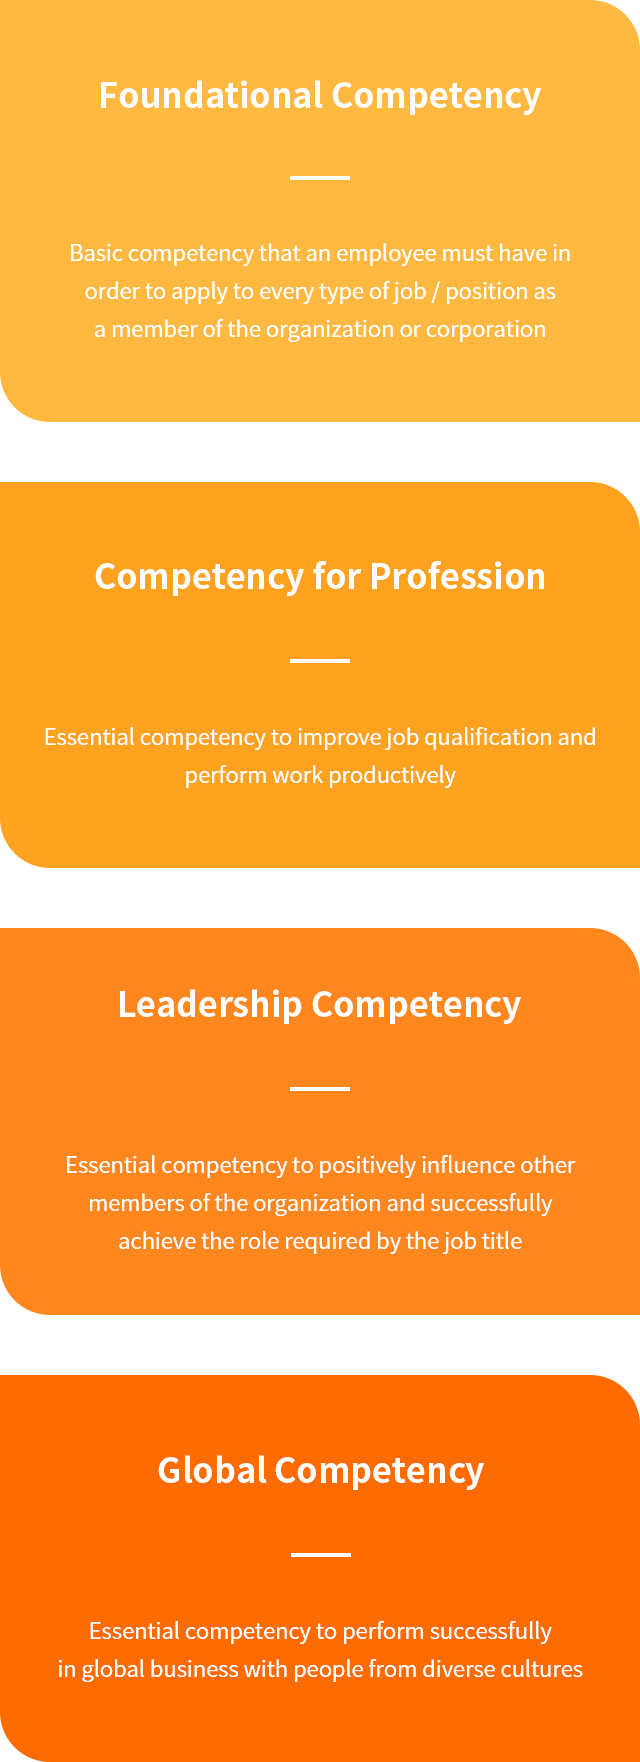 Foundational Competency
Basic competency that an employee must have in
order to apply to every type of job / position as
a member of the organization or corporation
Competency for Profession
Essential competency to improve job qualification and
perform work productively
Leadership Competency
Essential competency to positively influence other
members of the organization and successfully
achieve the role required by the job title
Global Competency
Essential competency to perform successfully
in global business with people from diverse cultures